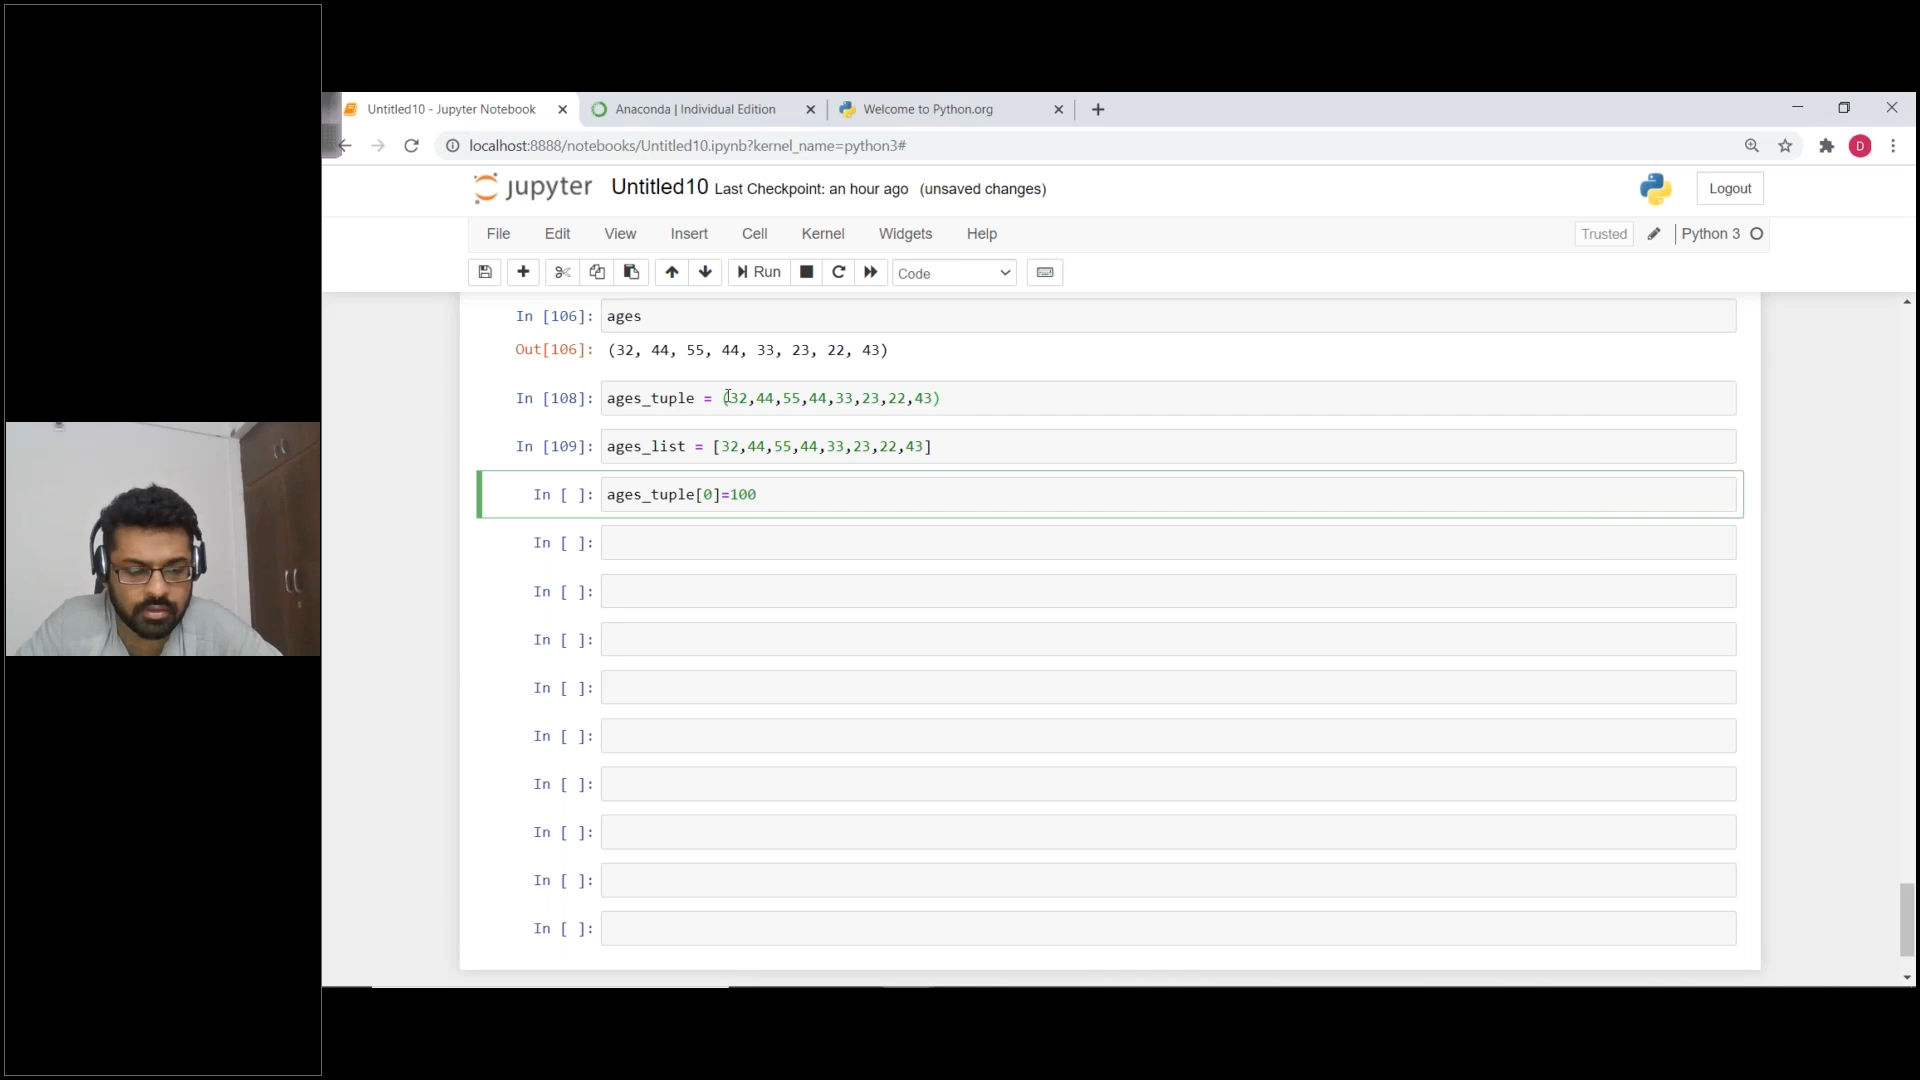 Untitled10 - Jupyter Notebook
Anaconda | Individual Edition
Welcome to Python.org
localhost:8888/notebooks/Untitled10.ipynb?kernel_name=python3#
D
jupyter Untitled10 Last Checkpoint: an hour ago (unsaved changes)
Logout
File Edit View Insert Cell Kernel Widgets Help
Trusted Python 3
Run Code
In [106]: ages
Out[106]: (32, 44, 55, 44, 33, 23, 22, 43)
In [108]: ages_tuple = (32,44,55,44,33,23,22,43)
In [109]: ages_list = [32,44,55,44,33,23,22,43]
In [ ]: ages_tuple[0]=100
In [ ]:
In [ ]:
In [ ]:
In [ ]:
In [ ]:
In [ ]:
In [ ]:
In [ ]:
In [ ]: